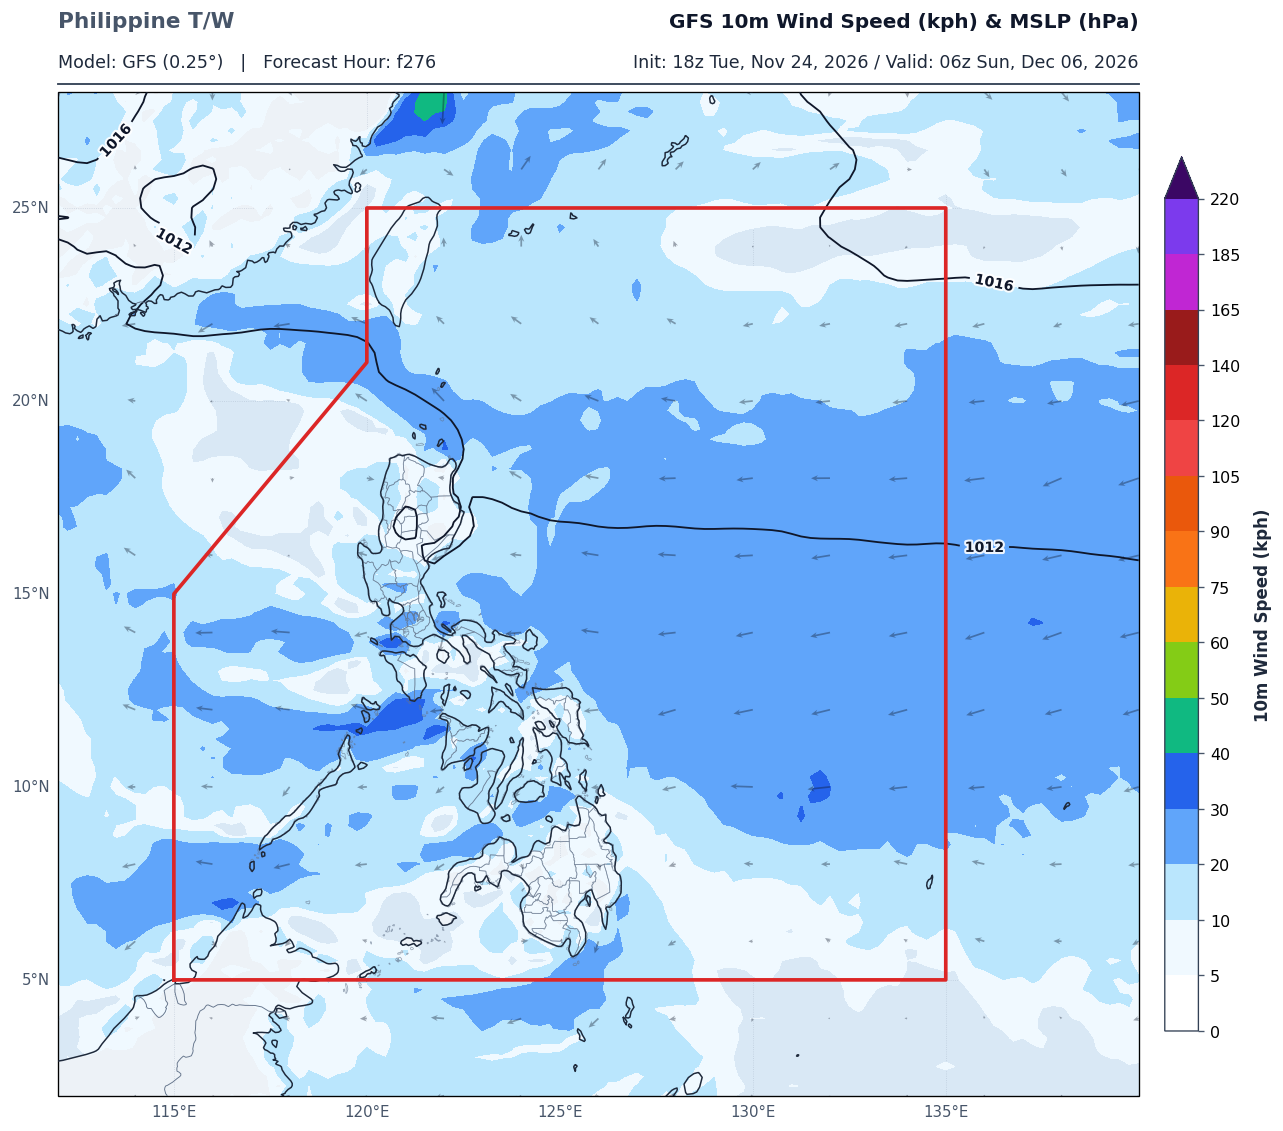 Philippine T/W
GFS 10m Wind Speed (kph) & MSLP (hPa)
Model: GFS (0.25°)   |   Forecast Hour: f276
Init: 18z Tue, Nov 24, 2026 / Valid: 06z Sun, Dec 06, 2026
1016
1012
1016
1012
25°N
20°N
15°N
10°N
5°N
115°E
120°E
125°E
130°E
135°E
220
185
165
140
120
105
90
75
60
50
40
30
20
10
5
0
10m Wind Speed (kph)